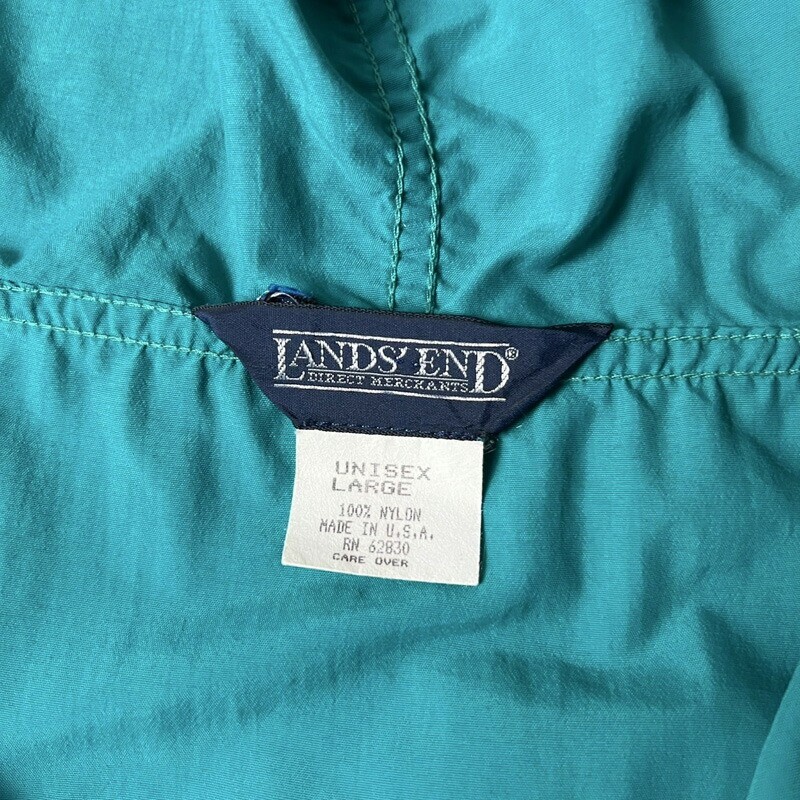 LANDS' END®
DIRECT MERCHANTS
UNISEX
LARGE
100% NYLON
MADE IN U.S.A.
RN 62830
CARE OVER